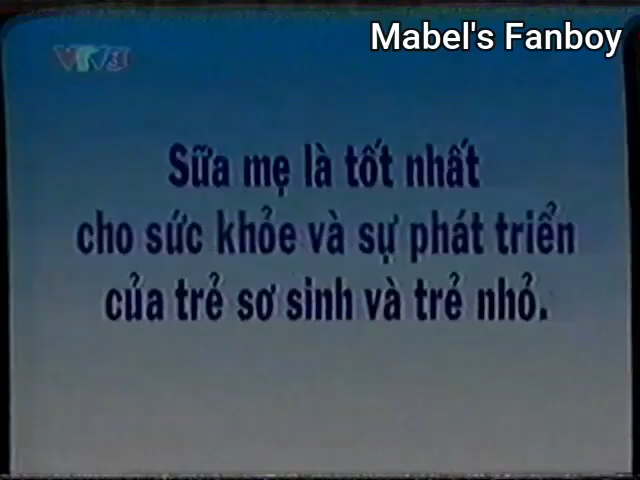 Mabel's Fanboy
VTV3
Sữa mẹ là tốt nhất
cho sức khỏe và sự phát triển
của trẻ sơ sinh và trẻ nhỏ.